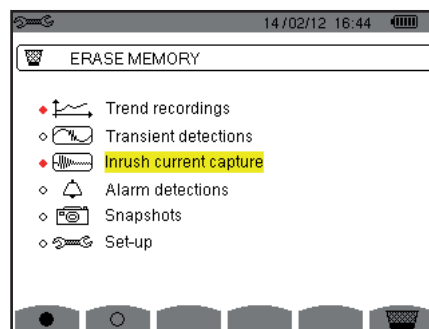 14/02/12 16:44
ERASE MEMORY
Trend recordings
Transient detections
Inrush current capture
Alarm detections
Snapshots
Set-up